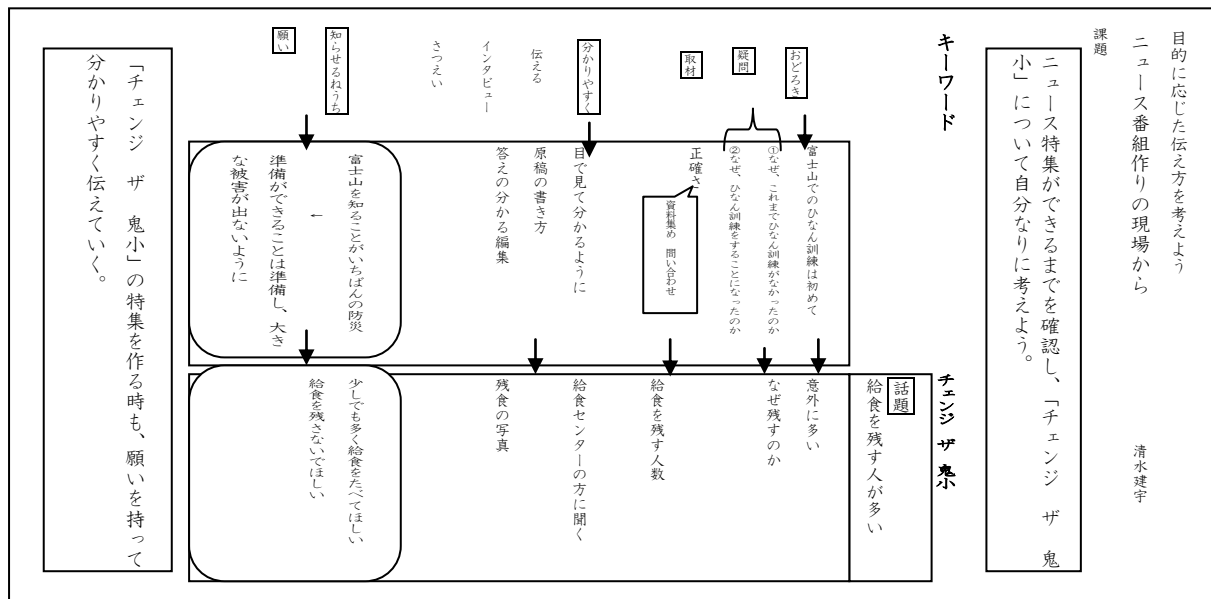 目的に応じた伝え方を考えよう
ニュース番組作りの現場から
清水建宇
課題
ニュース特集ができるまでを確認し、「チェンジ　ザ　鬼
小」について自分なりに考えよう。
キーワード
おどろき
疑問
取材
分かりやすく
伝える
インタビュー
さつえい
知らせるねうち
願い
富士山でのひなん訓練は初めて
①なぜ、これまでひなん訓練がなかったのか
②なぜ、ひなん訓練をすることになったのか
正確さ
資料集め　問い合わせ
目で見て分かるように
原稿の書き方
答えの分かる編集
富士山を知ることがいちばんの防災
←
準備ができることは準備し、大き
な被害が出ないように
チェンジ　ザ　鬼小
話題
給食を残す人が多い
意外に多い
なぜ残すのか
給食を残す人数
給食センターの方に聞く
残食の写真
少しでも多く給食をたべてほしい
給食を残さないでほしい
「チェンジ　ザ　鬼小」の特集を作る時も、願いを持って
分かりやすく伝えていく。